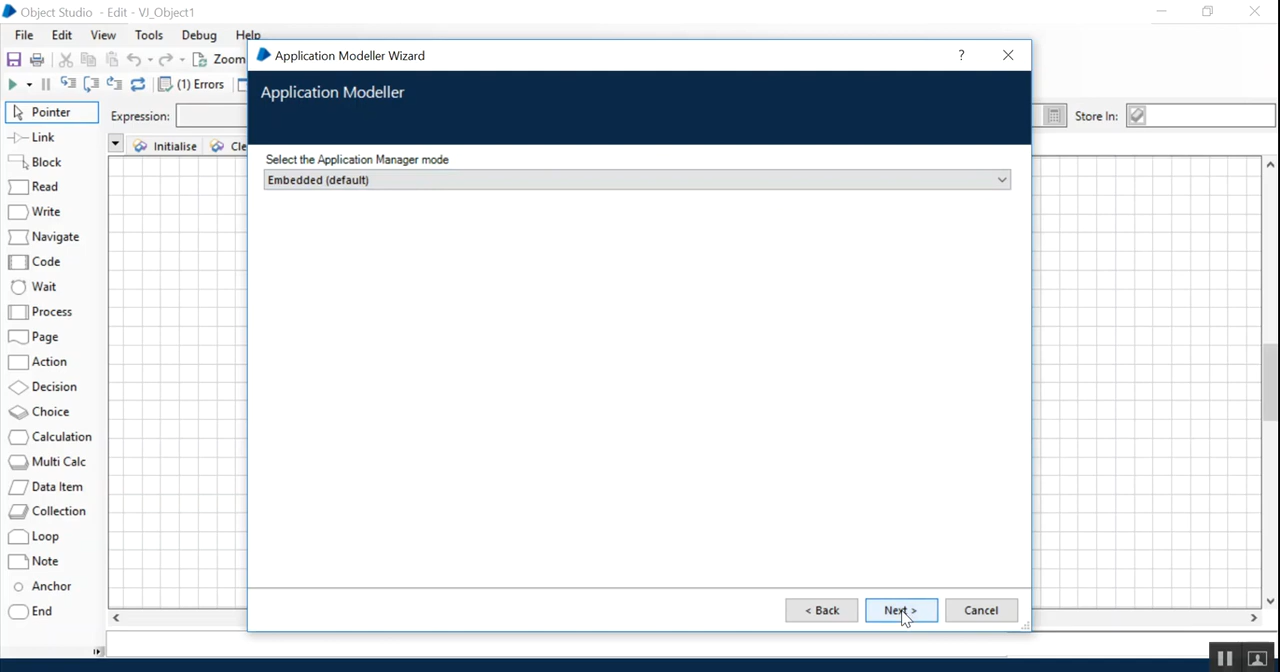 Object Studio - Edit - VJ_Object1
File Edit View Tools Debug Help
Zoom
(1) Errors
Application Modeller Wizard
?
Application Modeller
Pointer
Expression:
Store In:
Link
Initialise
Cle
Select the Application Manager mode
Embedded (default)
Block
Read
Write
Navigate
Code
Wait
Process
Page
Action
Decision
Choice
Calculation
Multi Calc
Data Item
Collection
Loop
Note
Anchor
End
< Back Next > Cancel